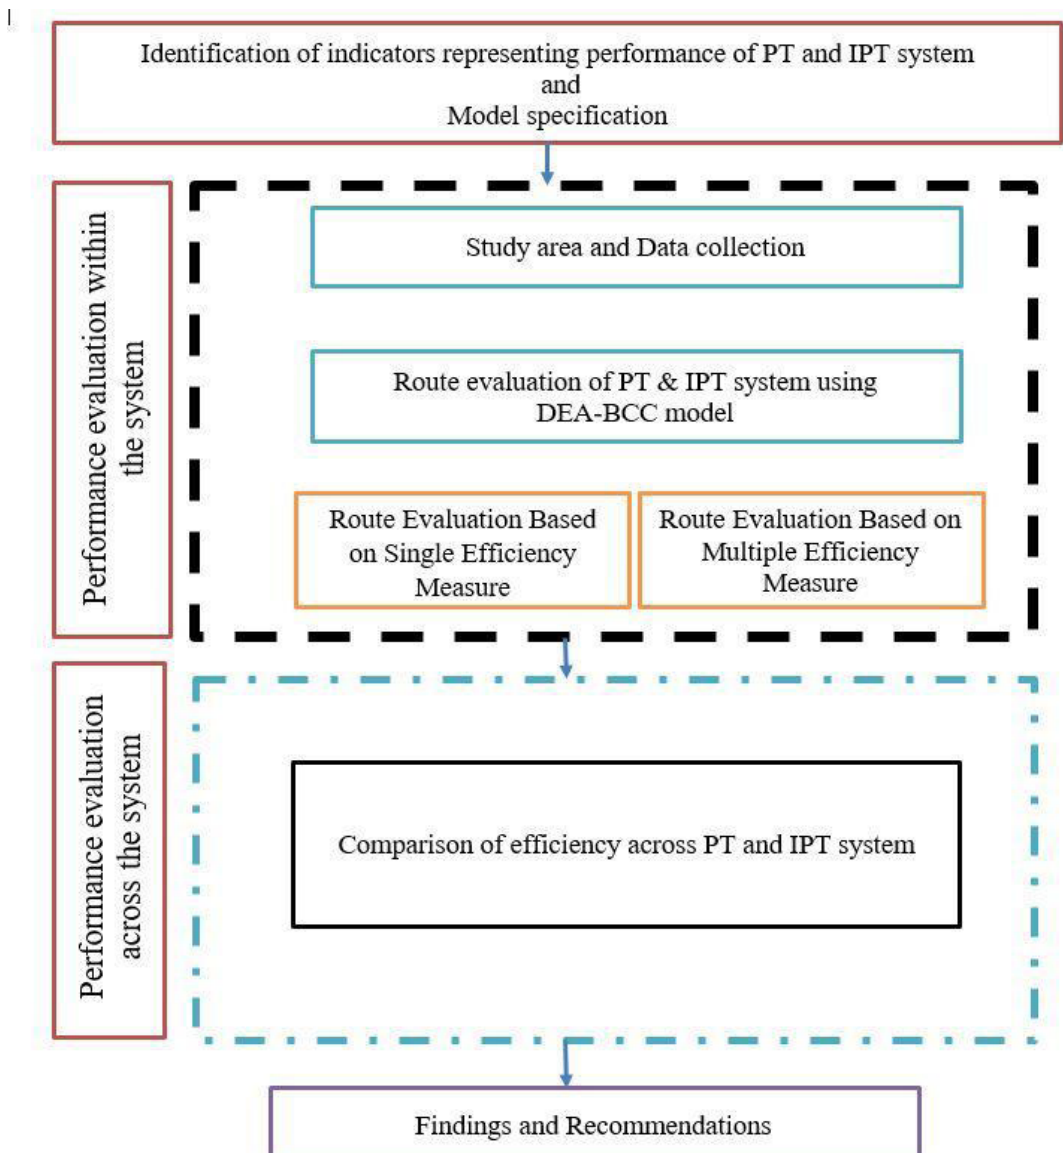 Identification of indicators representing performance of PT and IPT system
and
Model specification
Performance evaluation within
the system
Study area and Data collection
Route evaluation of PT & IPT system using
DEA-BCC model
Route Evaluation Based
on Single Efficiency
Measure
Route Evaluation Based on
Multiple Efficiency
Measure
Performance evaluation
across the system
Comparison of efficiency across PT and IPT system
Findings and Recommendations